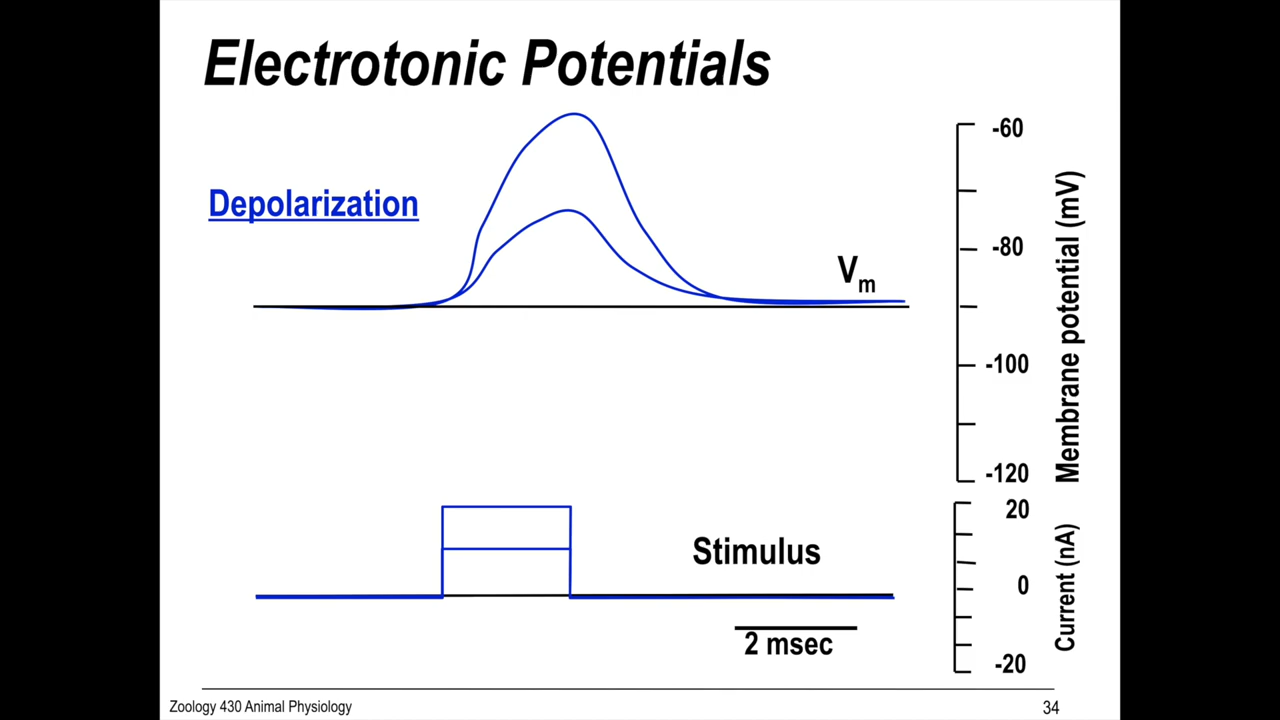 Electrotonic Potentials
Depolarization
Vm
-60
-80
-100
-120
Membrane potential (mV)
Stimulus
2 msec
20
0
-20
Current (nA)
Zoology 430 Animal Physiology
34